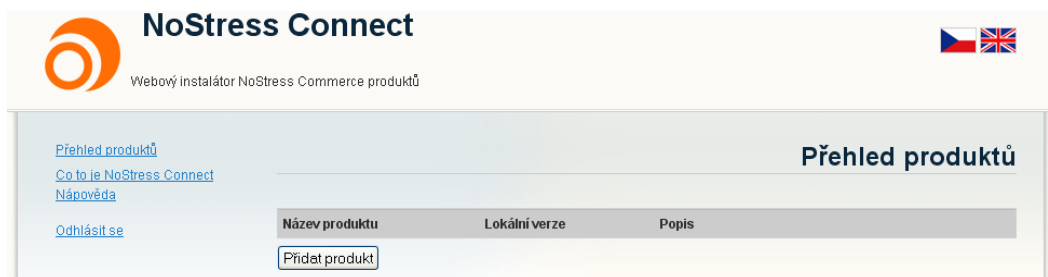 NoStress Connect
Webový instalátor NoStress Commerce produktů
Přehled produktů
Co to je NoStress Connect
Nápověda
Odhlásit se
Přehled produktů
Název produktu Lokální verze Popis
Přidat produkt